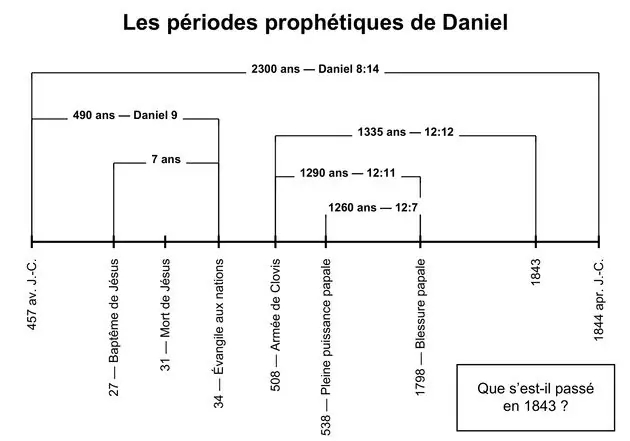 Les périodes prophétiques de Daniel
2300 ans — Daniel 8:14
490 ans — Daniel 9
1335 ans — 12:12
7 ans
1290 ans — 12:11
1260 ans — 12:7
457 av. J.-C.
27 — Baptême de Jésus
31 — Mort de Jésus
34 — Évangile aux nations
508 — Armée de Clovis
538 — Pleine puissance papale
1798 — Blessure papale
1843
1844 apr. J.-C.
Que s’est-il passé
en 1843 ?